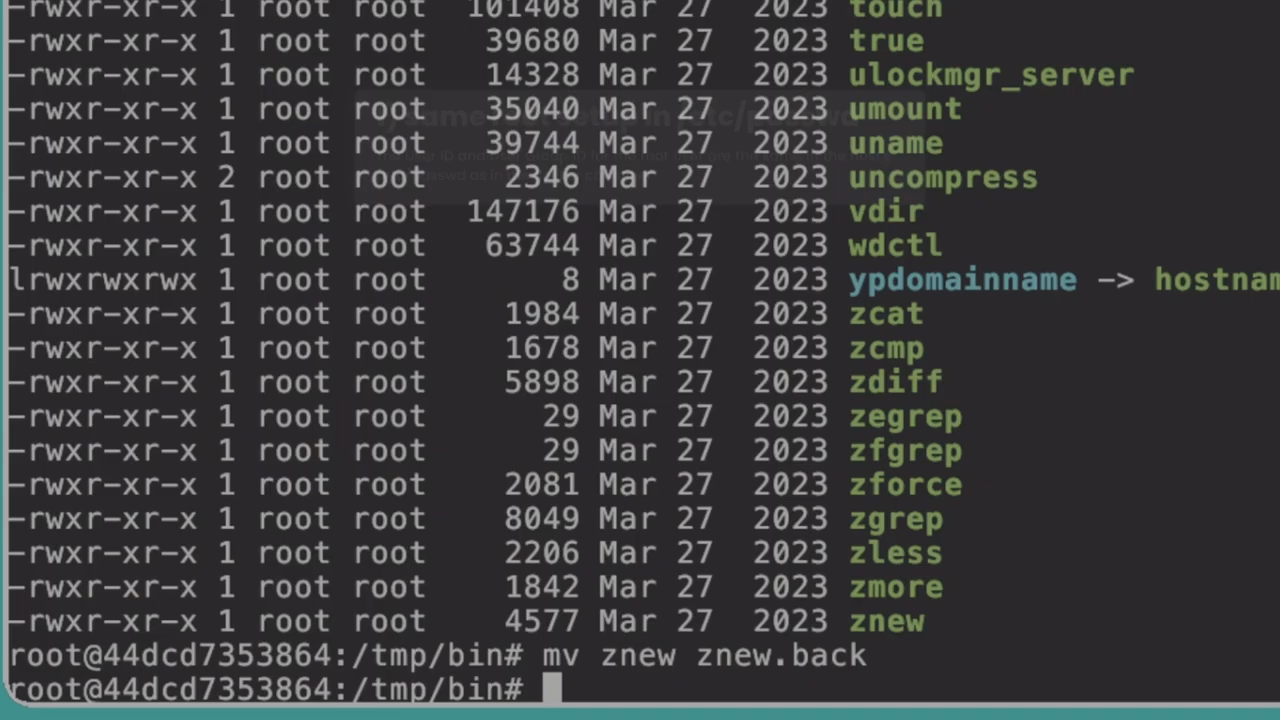 -rwxr-xr-x 1 root root 101408 Mar 27 2023 touch
-rwxr-xr-x 1 root root 39680 Mar 27 2023 true
-rwxr-xr-x 1 root root 14328 Mar 27 2023 ulockmgr_server
-rwxr-xr-x 1 root root 35040 Mar 27 2023 umount
-rwxr-xr-x 1 root root 39744 Mar 27 2023 uname
-rwxr-xr-x 2 root root 2346 Mar 27 2023 uncompress
-rwxr-xr-x 1 root root 147176 Mar 27 2023 vdir
-rwxr-xr-x 1 root root 63744 Mar 27 2023 wdctl
lrwxrwxrwx 1 root root 8 Mar 27 2023 ypdomainname -> hostnam
-rwxr-xr-x 1 root root 1984 Mar 27 2023 zcat
-rwxr-xr-x 1 root root 1678 Mar 27 2023 zcmp
-rwxr-xr-x 1 root root 5898 Mar 27 2023 zdiff
-rwxr-xr-x 1 root root 29 Mar 27 2023 zegrep
-rwxr-xr-x 1 root root 29 Mar 27 2023 zfgrep
-rwxr-xr-x 1 root root 2081 Mar 27 2023 zforce
-rwxr-xr-x 1 root root 8049 Mar 27 2023 zgrep
-rwxr-xr-x 1 root root 2206 Mar 27 2023 zless
-rwxr-xr-x 1 root root 1842 Mar 27 2023 zmore
-rwxr-xr-x 1 root root 4577 Mar 27 2023 znew
root@44dcd7353864:/tmp/bin# mv znew znew.back
root@44dcd7353864:/tmp/bin#